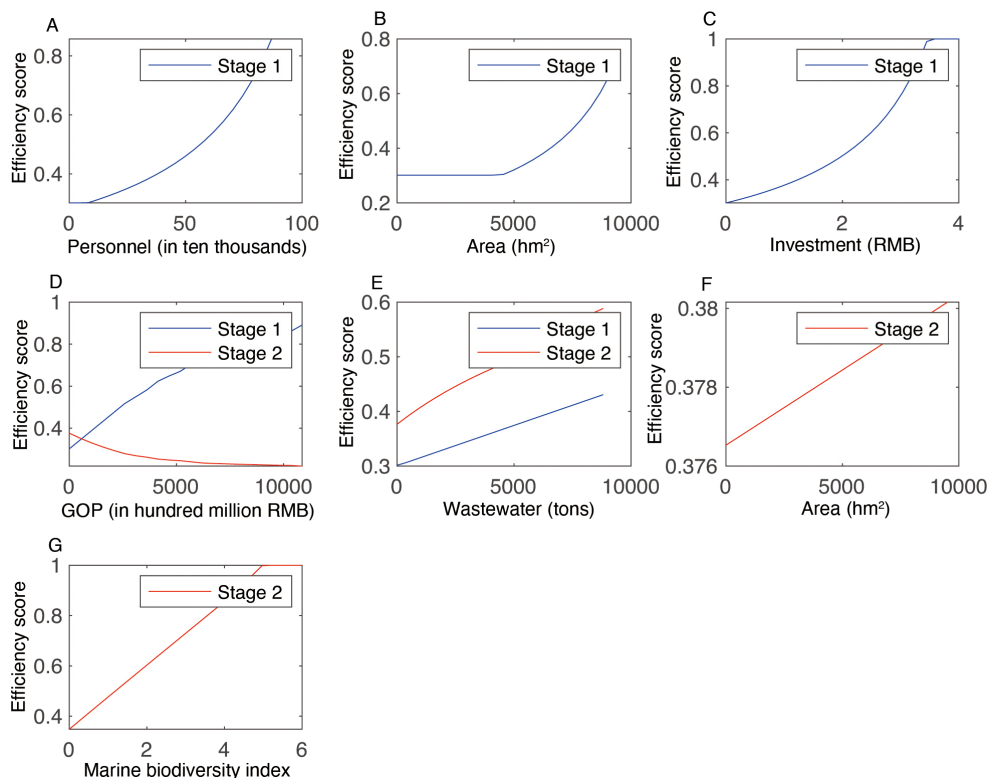 A
Efficiency score
0.8
0.6
0.4
Stage 1
0
50
100
Personnel (in ten thousands)
B
Efficiency score
0.8
0.6
0.4
0.2
Stage 1
0
5000
10000
Area (hm²)
C
Efficiency score
1
0.8
0.6
0.4
Stage 1
0
2
4
Investment (RMB)
D
Efficiency score
1
0.8
0.6
0.4
Stage 1
Stage 2
0
5000
10000
GOP (in hundred million RMB)
E
Efficiency score
0.6
0.5
0.4
0.3
Stage 1
Stage 2
0
5000
10000
Wastewater (tons)
F
Efficiency score
0.38
0.378
0.376
Stage 2
0
5000
10000
Area (hm²)
G
Efficiency score
1
0.8
0.6
0.4
Stage 2
0
2
4
6
Marine biodiversity index